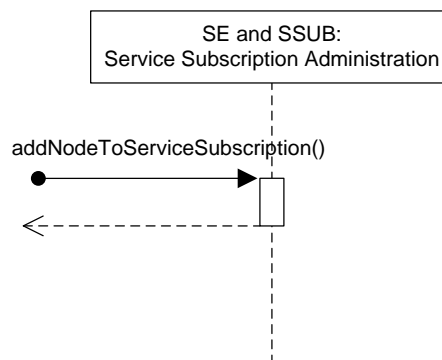 SE and SSUB:
Service Subscription Administration
addNodeToServiceSubscription()